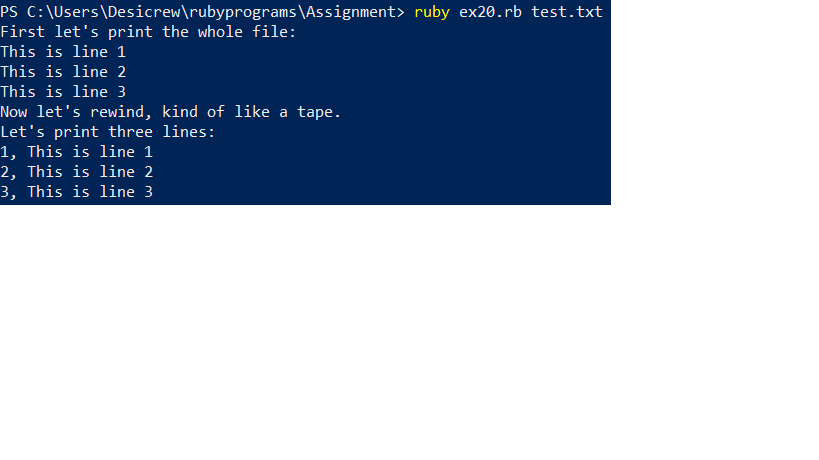 PS C:\Users\Desicrew\rubyprograms\Assignment> ruby ex20.rb test.txt
First let's print the whole file:
This is line 1
This is line 2
This is line 3
Now let's rewind, kind of like a tape.
Let's print three lines:
1, This is line 1
2, This is line 2
3, This is line 3